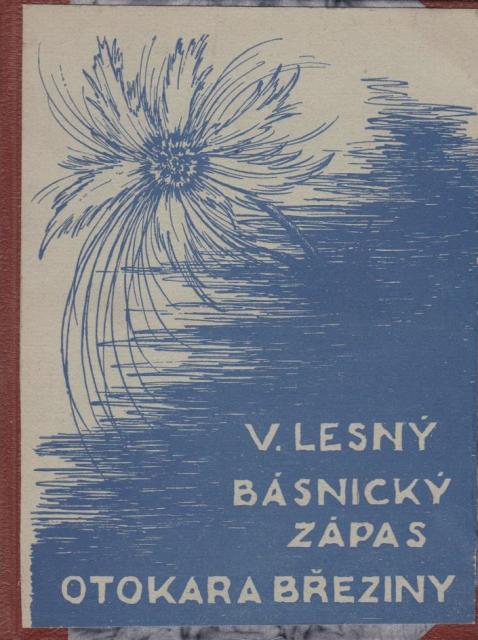 V. LESNÝ
BÁSNICKÝ
ZÁPAS
OTOKARA BŘEZINY